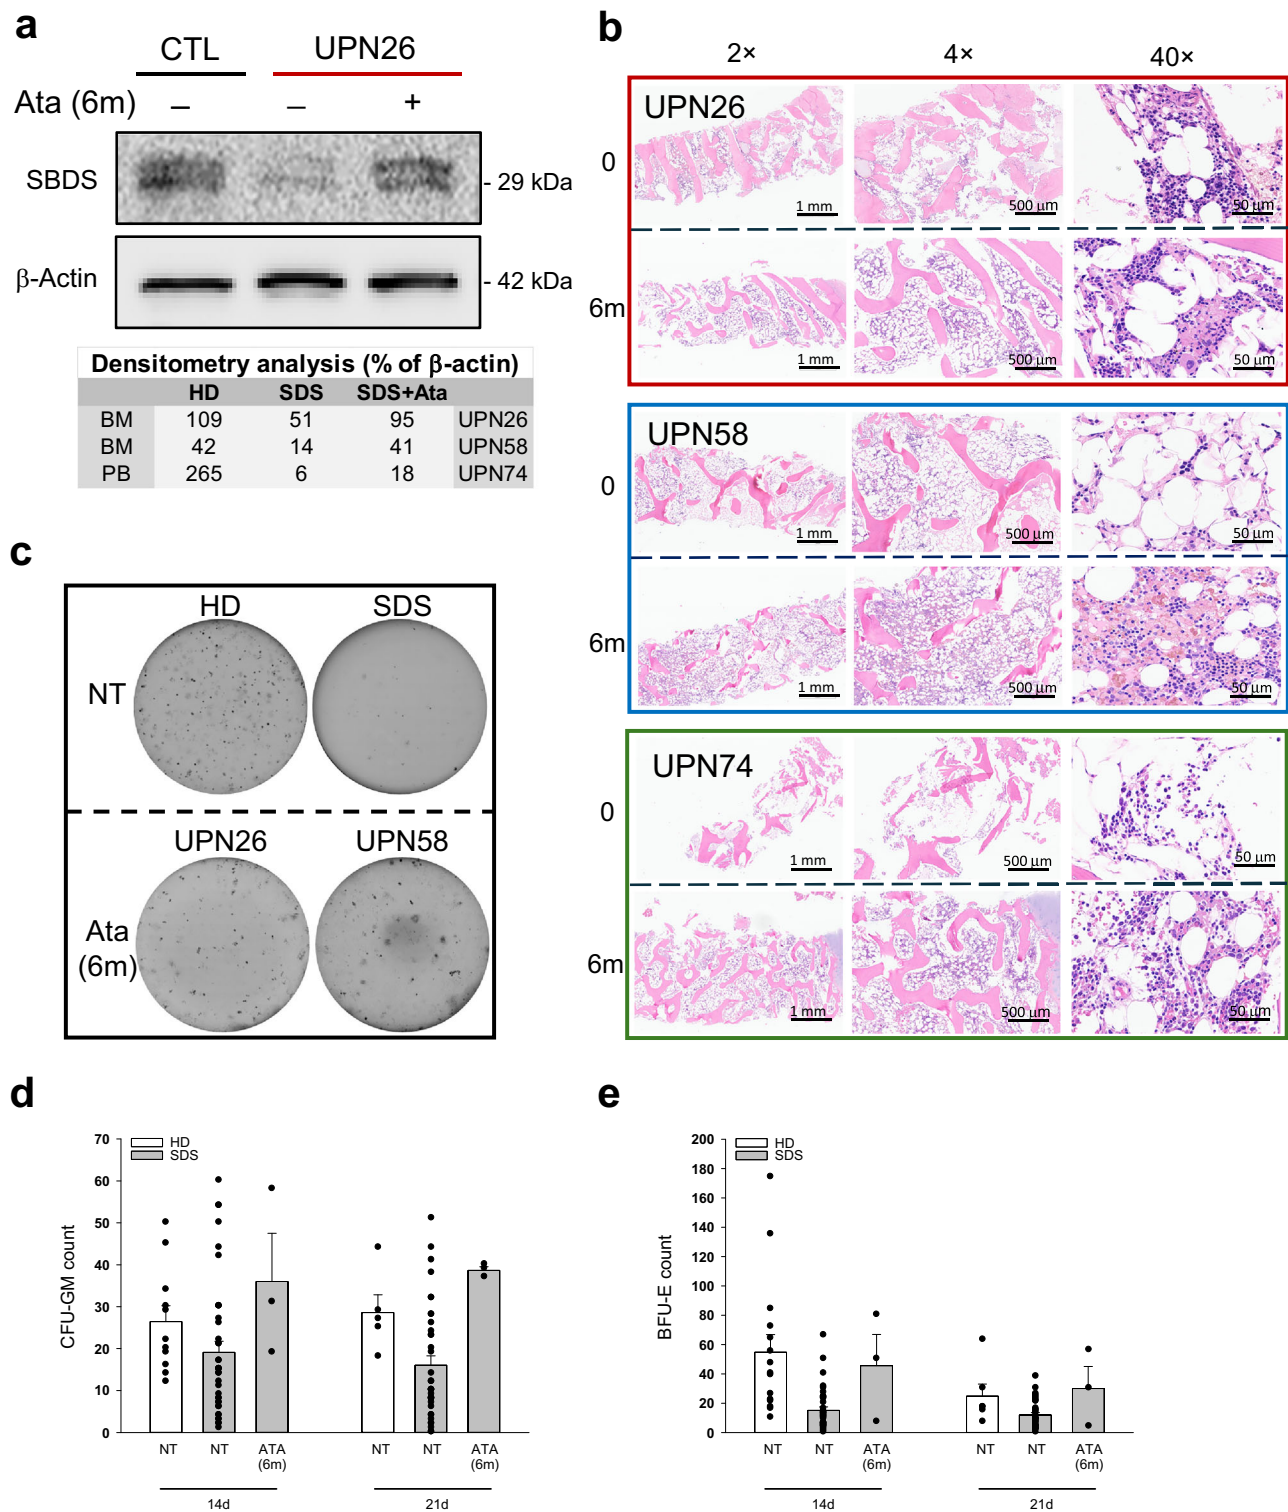 a
CTL UPN26
Ata (6m) – – +
SBDS - 29 kDa
β-Actin - 42 kDa
Densitometry analysis (% of β-actin)
HD SDS SDS+Ata
BM 109 51 95 UPN26
BM 42 14 41 UPN58
PB 265 6 18 UPN74
b
2× 4× 40×
UPN26
0
1 mm 500 µm 50 µm
6m
1 mm 500 µm 50 µm
UPN58
0
1 mm 500 µm 50 µm
6m
1 mm 500 µm 50 µm
UPN74
0
1 mm 500 µm 50 µm
6m
1 mm 500 µm 50 µm
c
HD SDS
NT
UPN26 UPN58
Ata
(6m)
d
HD
SDS
CFU-GM count
70
60
50
40
30
20
10
0
NT NT ATA NT NT ATA
(6m) (6m)
14d 21d
e
HD
SDS
BFU-E count
200
180
160
140
120
100
80
60
40
20
0
NT NT ATA NT NT ATA
(6m) (6m)
14d 21d